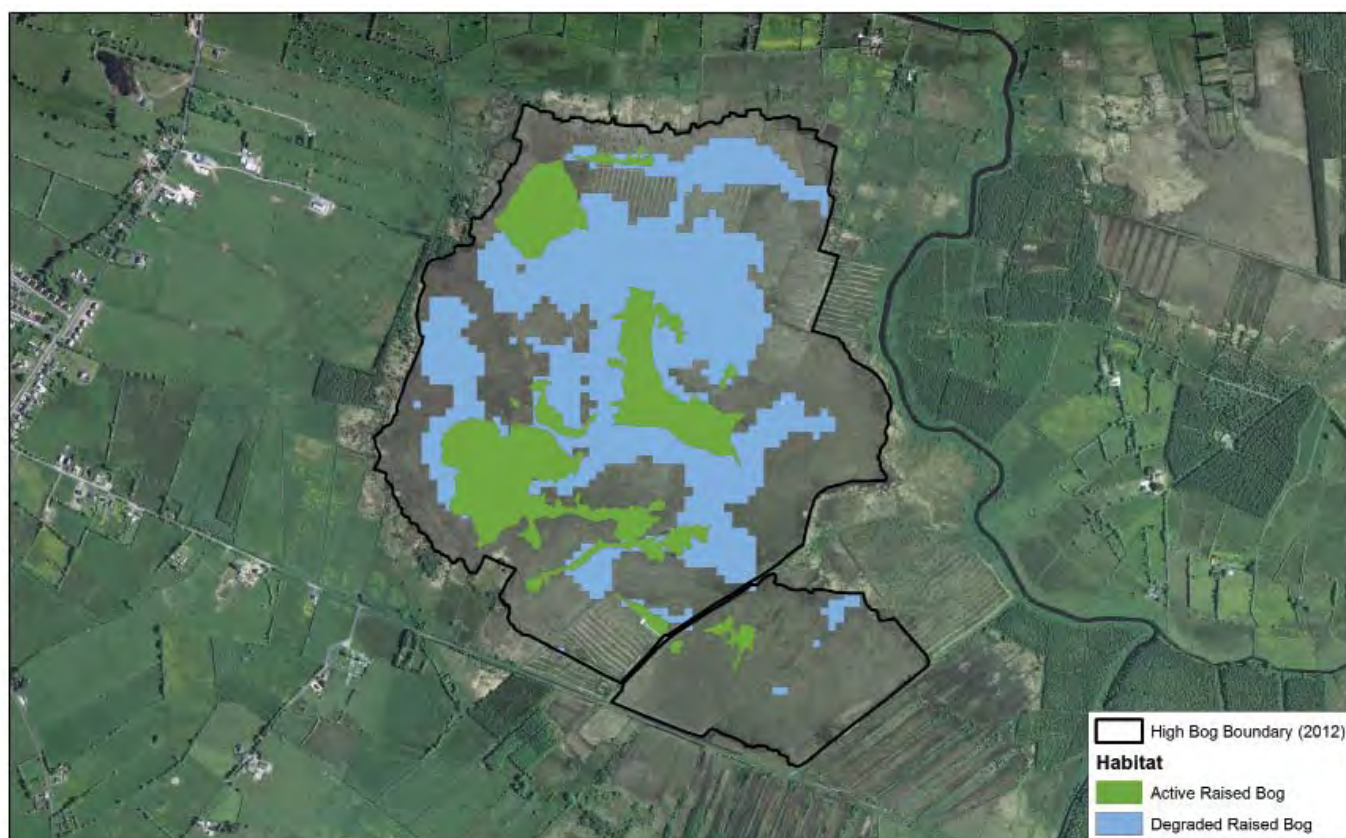 High Bog Boundary (2012)
Habitat
Active Raised Bog
Degraded Raised Bog